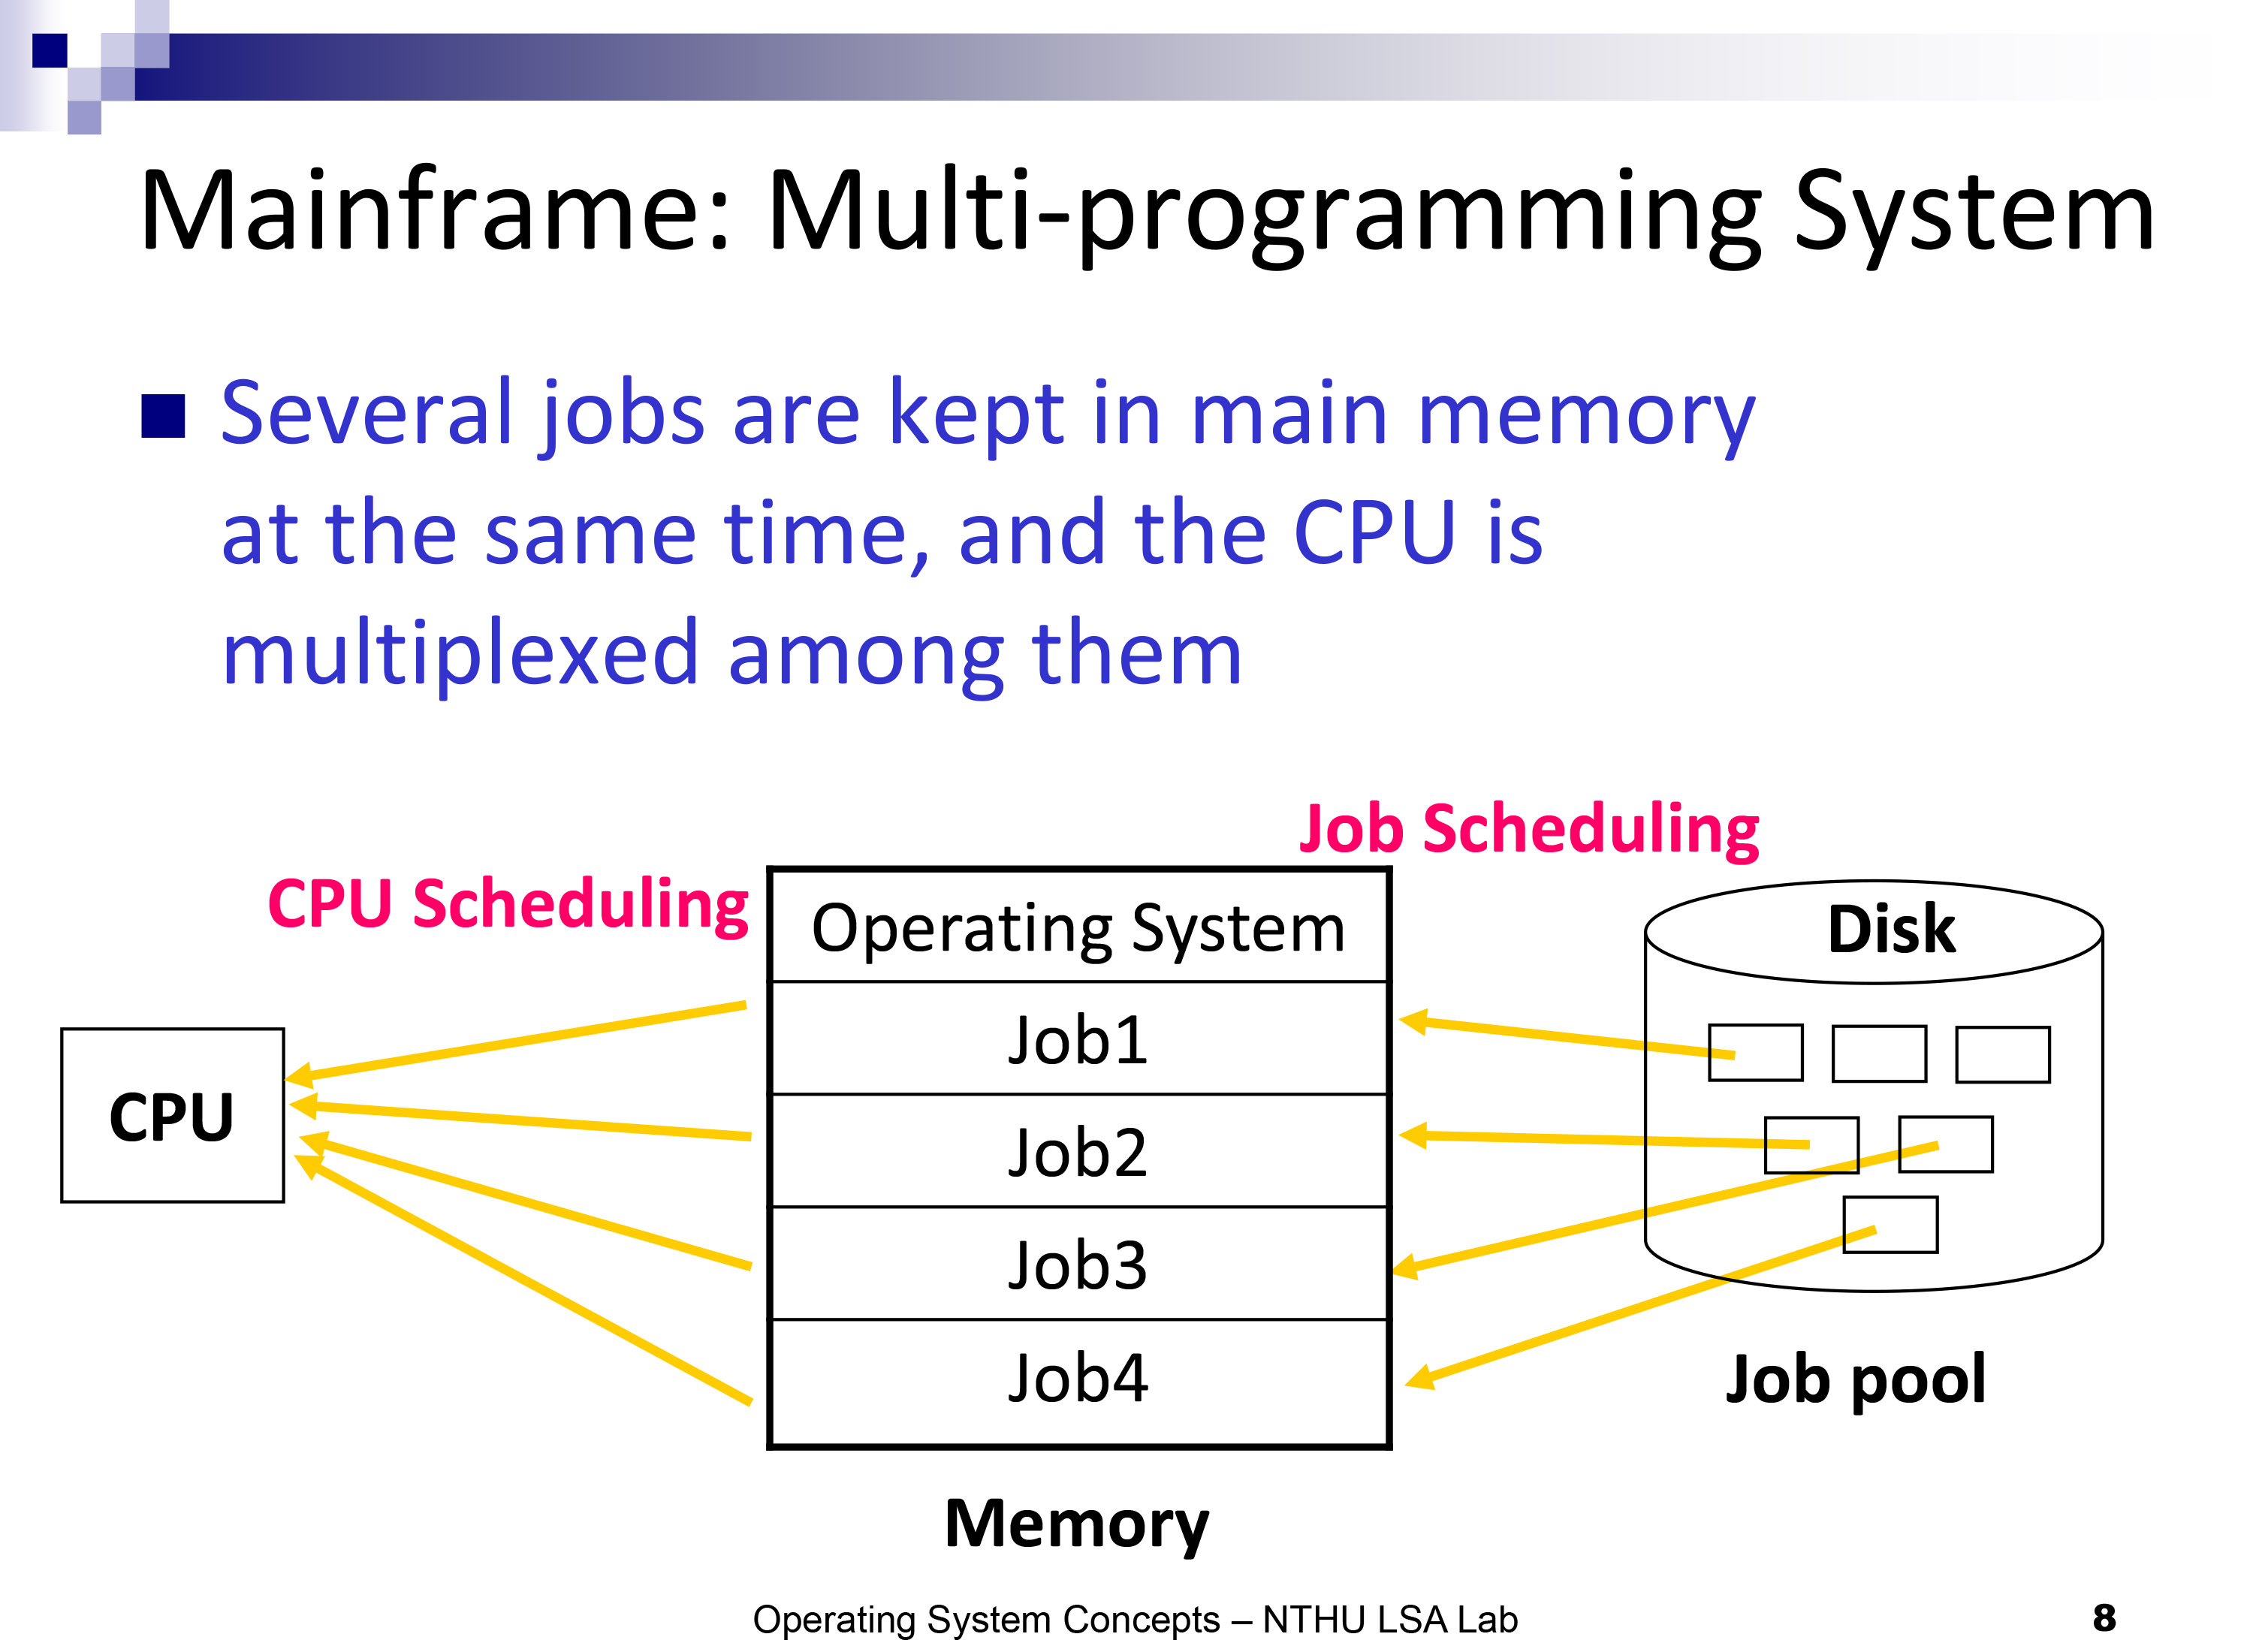 Mainframe: Multi-programming System
Several jobs are kept in main memory
at the same time, and the CPU is
multiplexed among them
Job Scheduling
CPU Scheduling
Operating System
Disk
Job1
CPU
Job2
Job3
Job4
Job pool
Memory
Operating System Concepts – NTHU LSA Lab
8